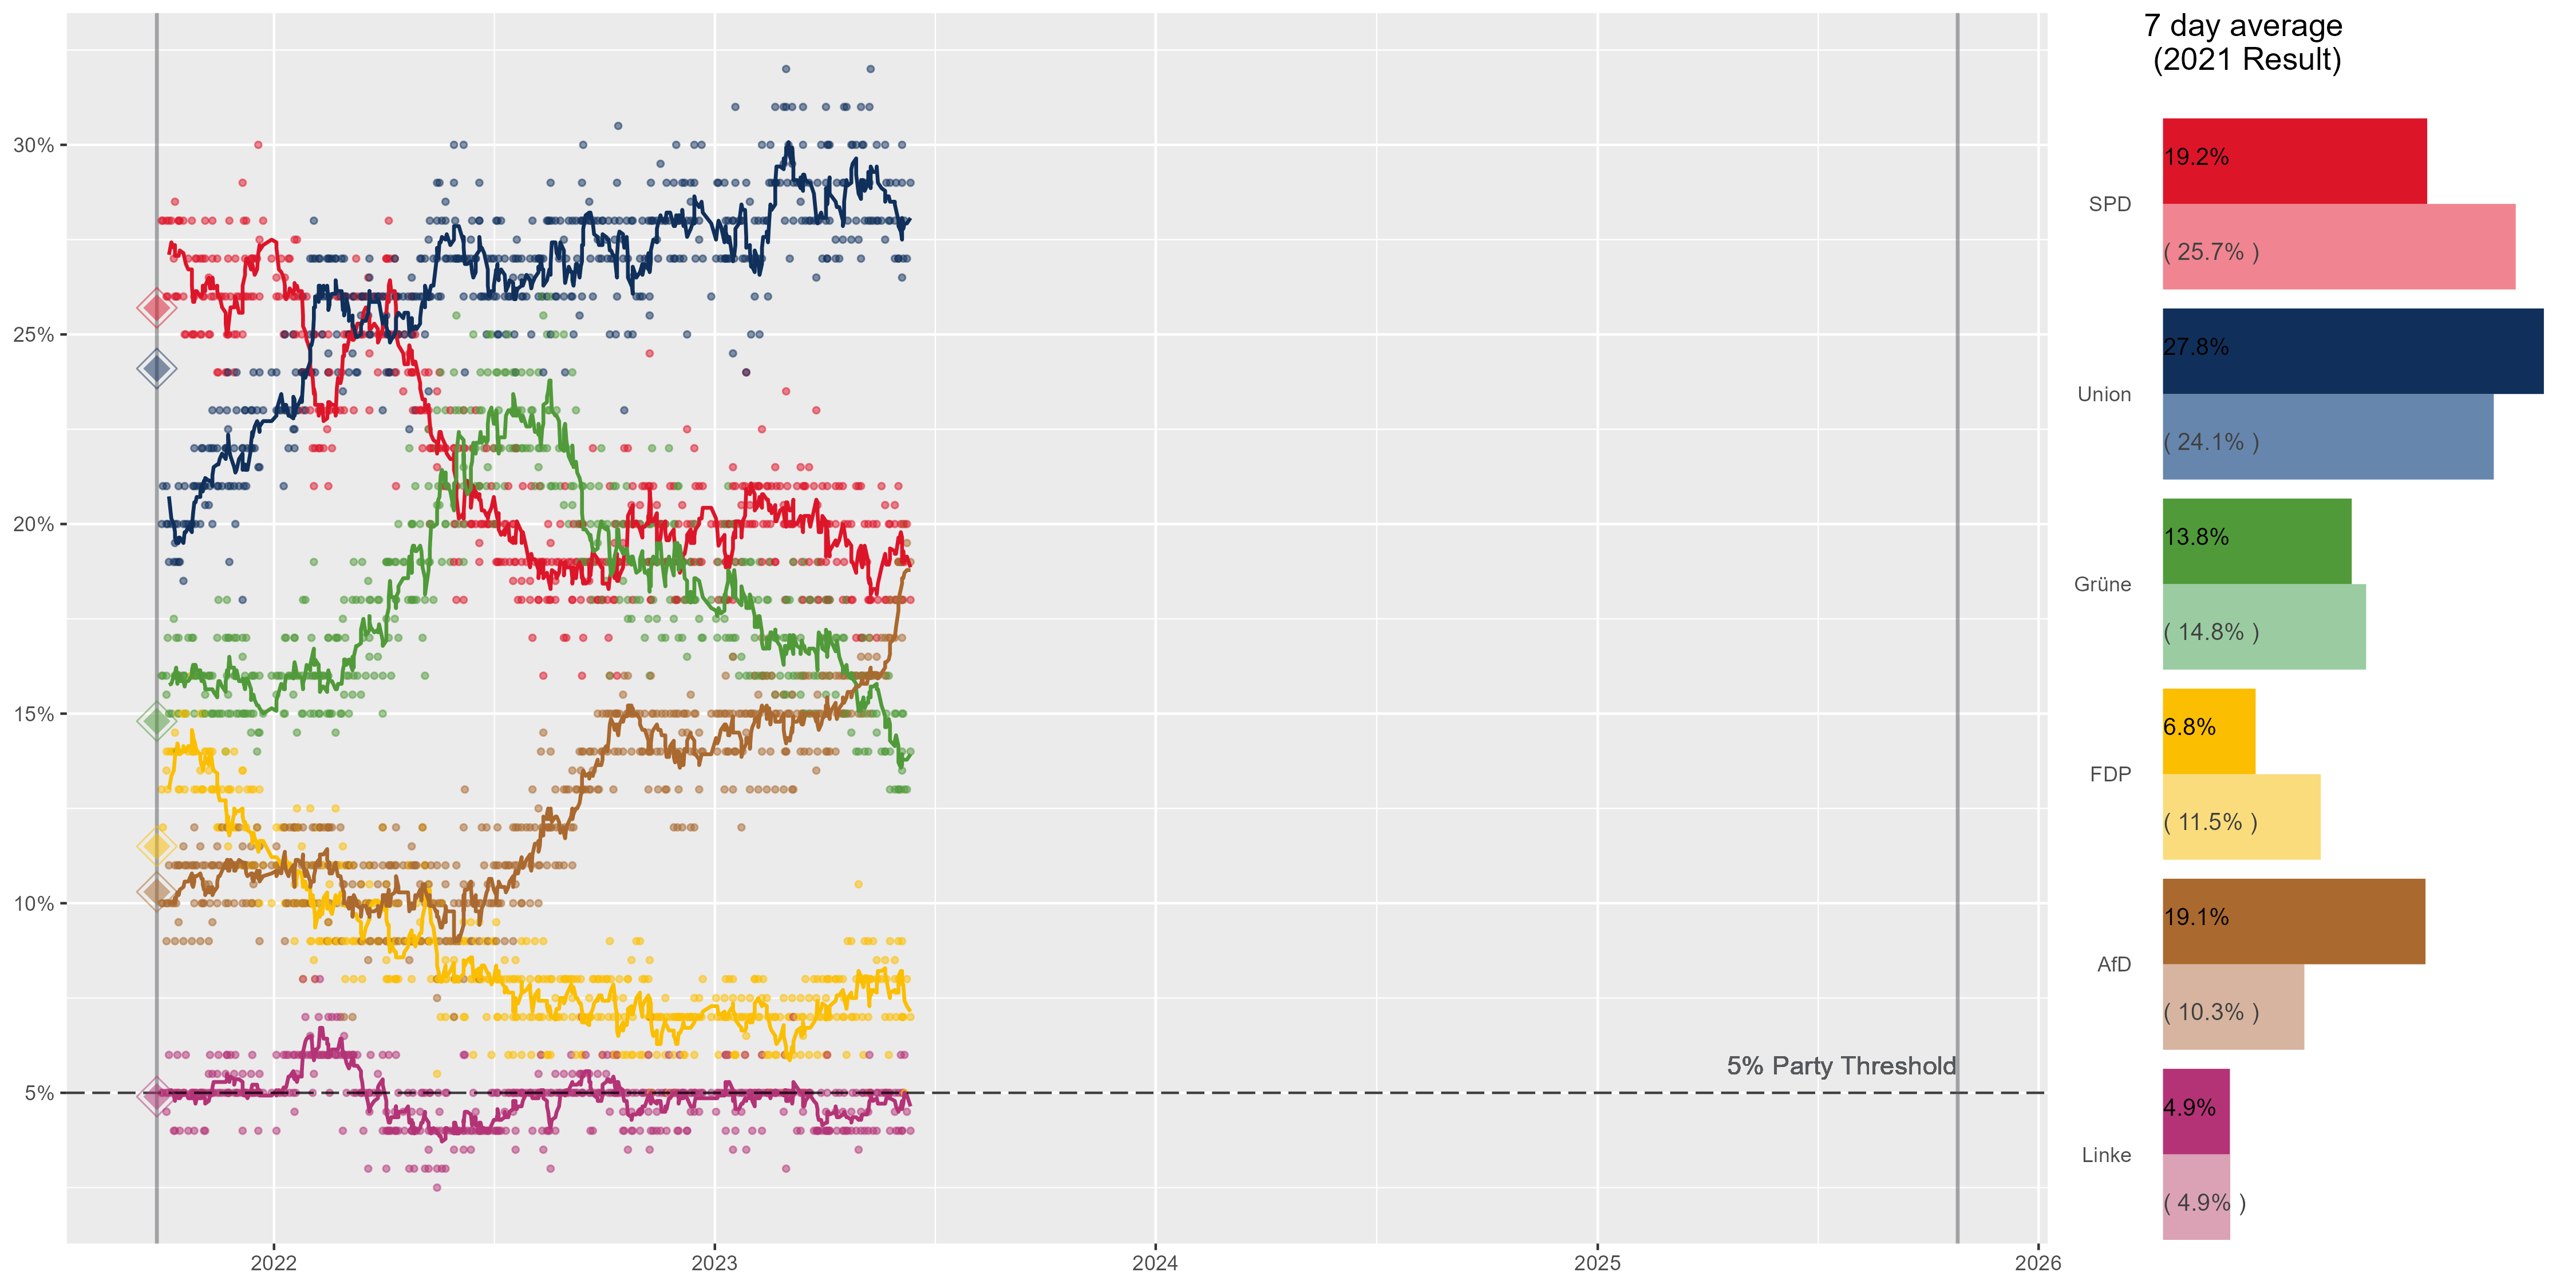 30%
25%
20%
15%
10%
5%
5% Party Threshold
2022
2023
2024
2025
2026
7 day average
(2021 Result)
SPD
19.2%
( 25.7% )
Union
27.8%
( 24.1% )
Grüne
13.8%
( 14.8% )
FDP
6.8%
( 11.5% )
AfD
19.1%
( 10.3% )
Linke
4.9%
( 4.9% )